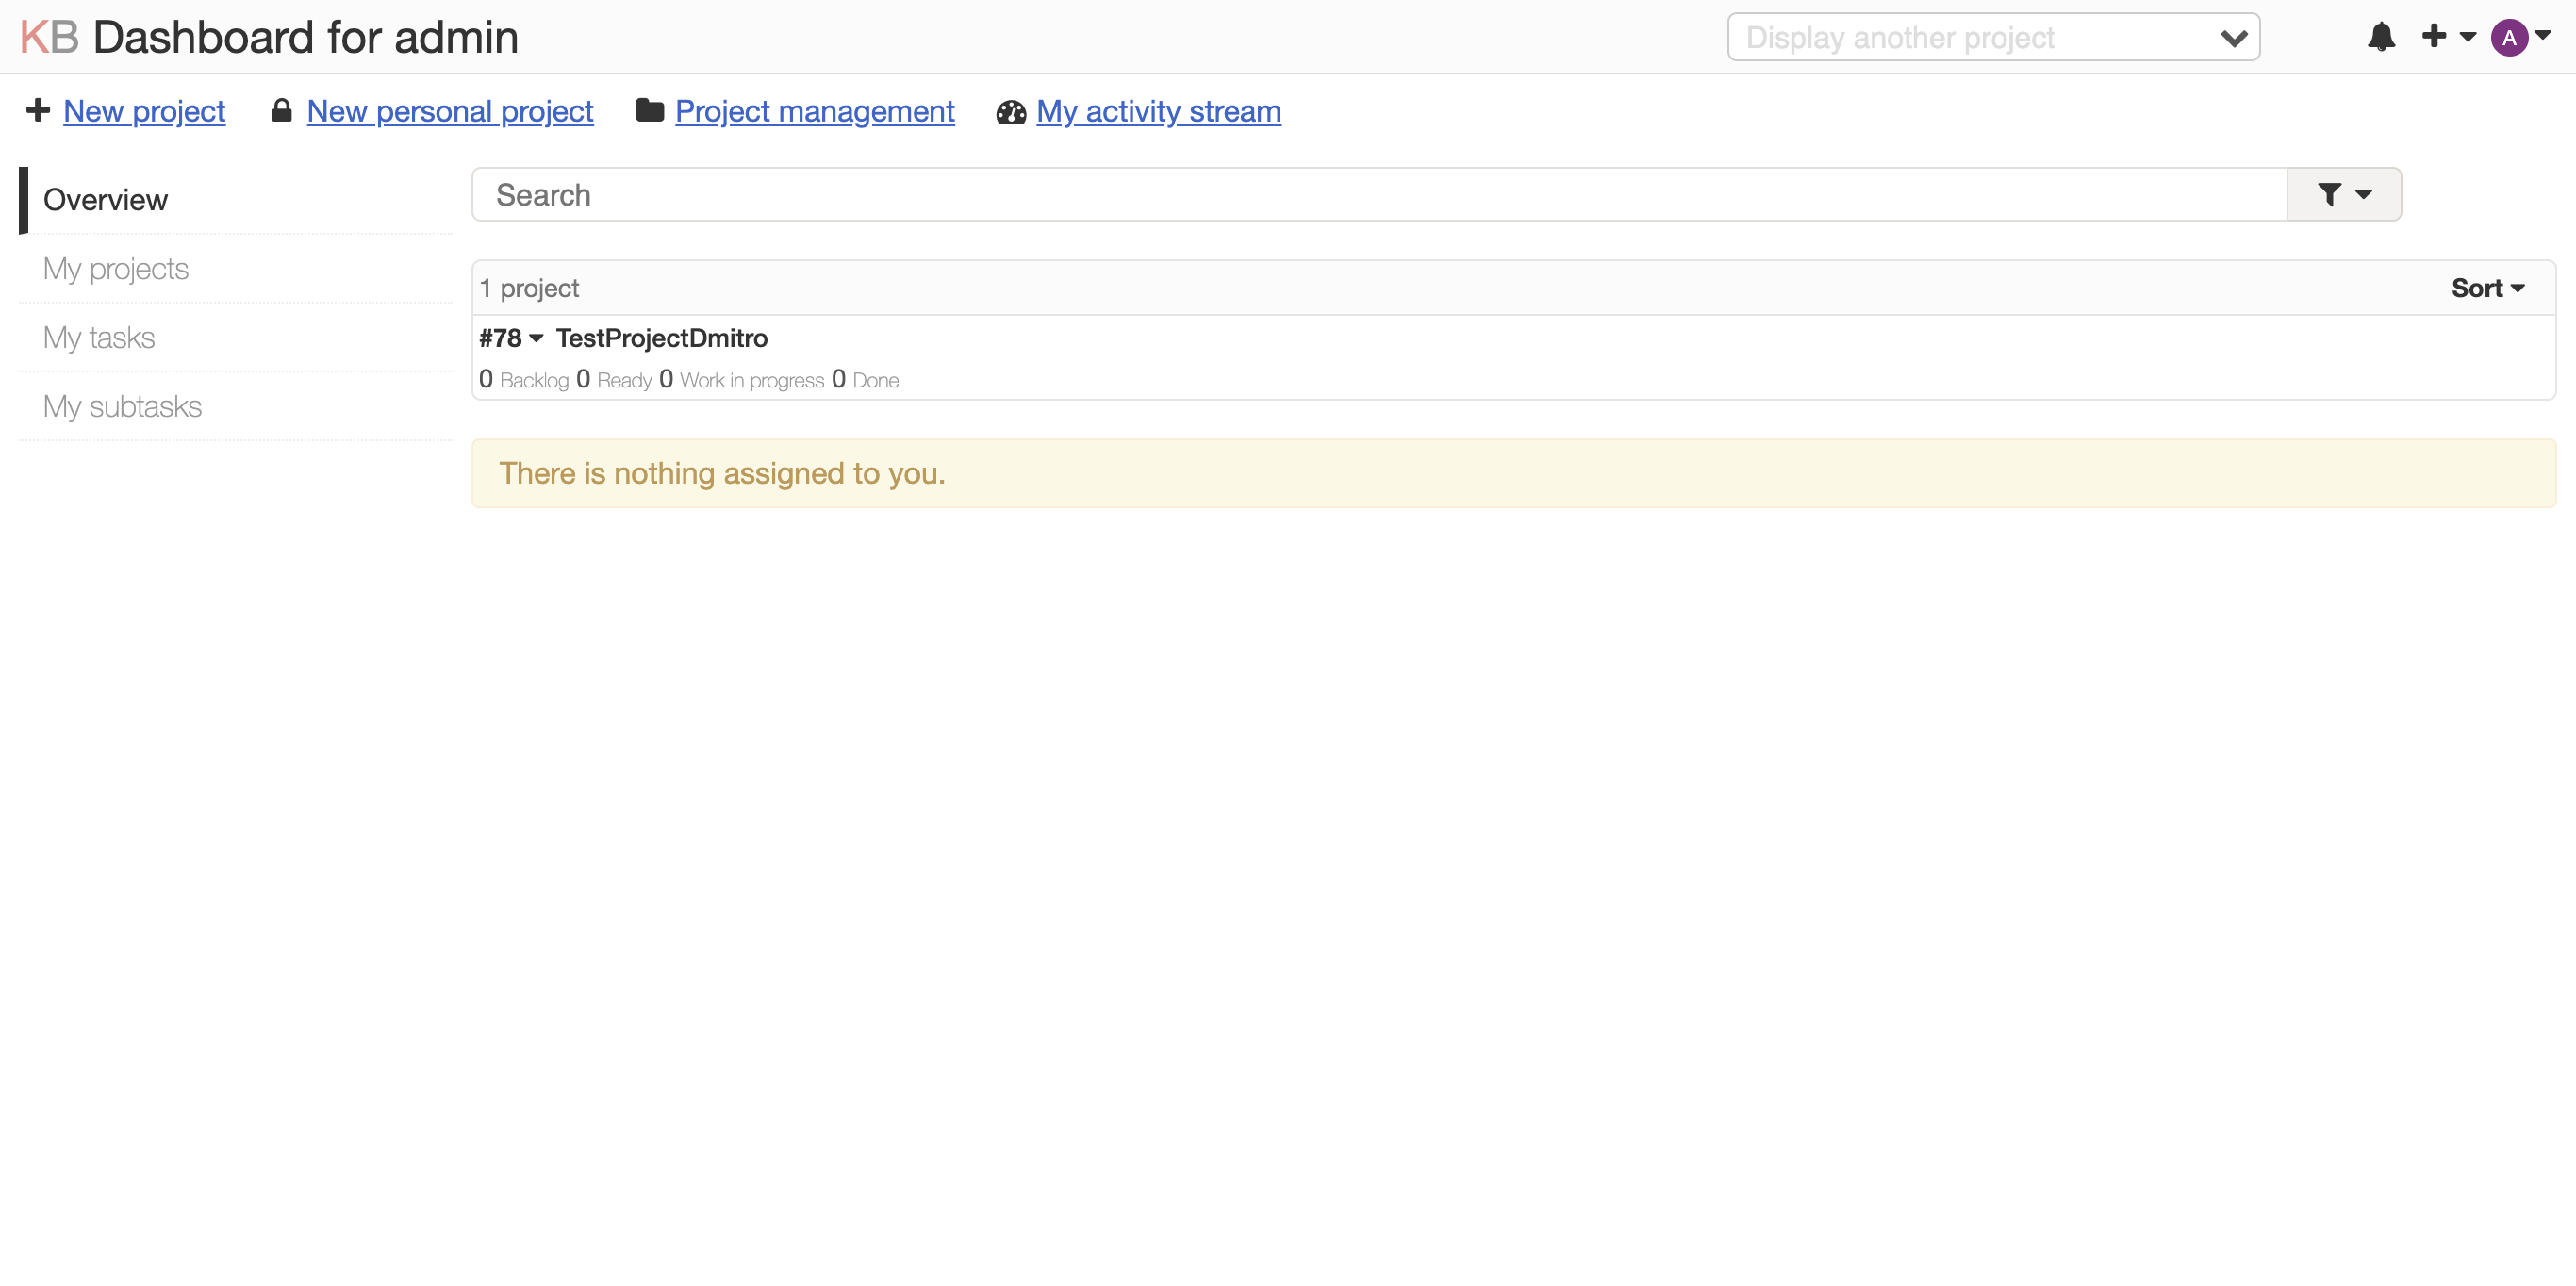 KB Dashboard for admin
Display another project
A
New project New personal project Project management My activity stream
Overview
My projects
My tasks
My subtasks
Search
1 project Sort
#78 TestProjectDmitro
0 Backlog 0 Ready 0 Work in progress 0 Done
There is nothing assigned to you.